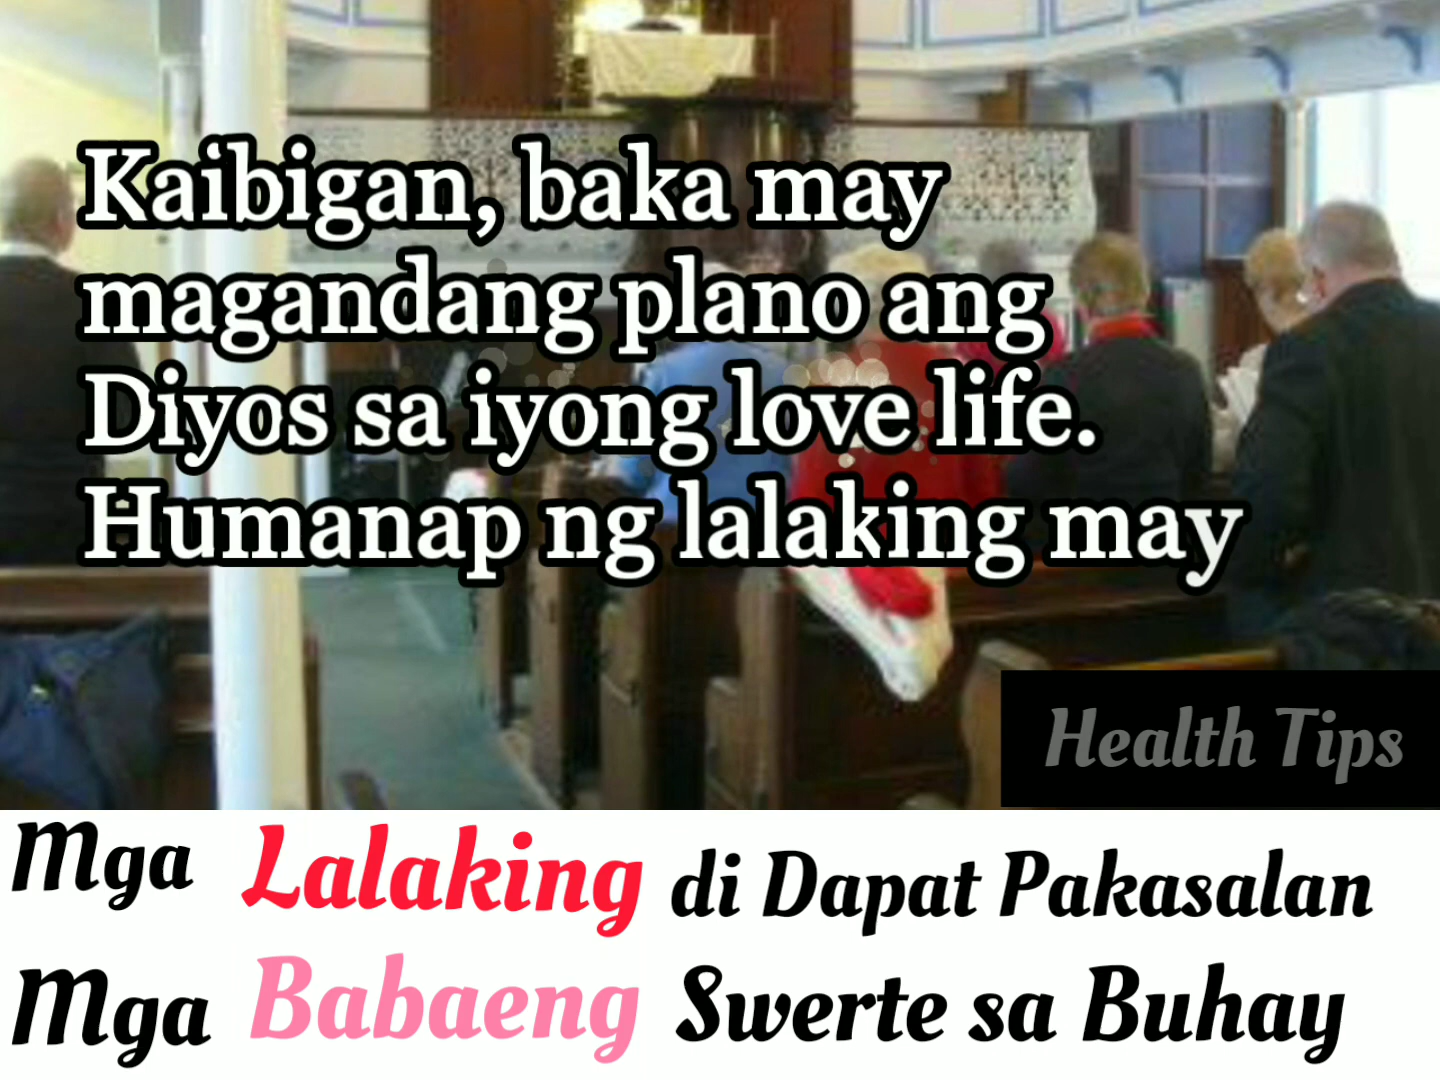 Kaibigan, baka may
magandang plano ang
Diyos sa iyong love life.
Humanap ng lalaking may
Health Tips
Mga Lalaking di Dapat Pakasalan
Mga Babaeng Swerte sa Buhay